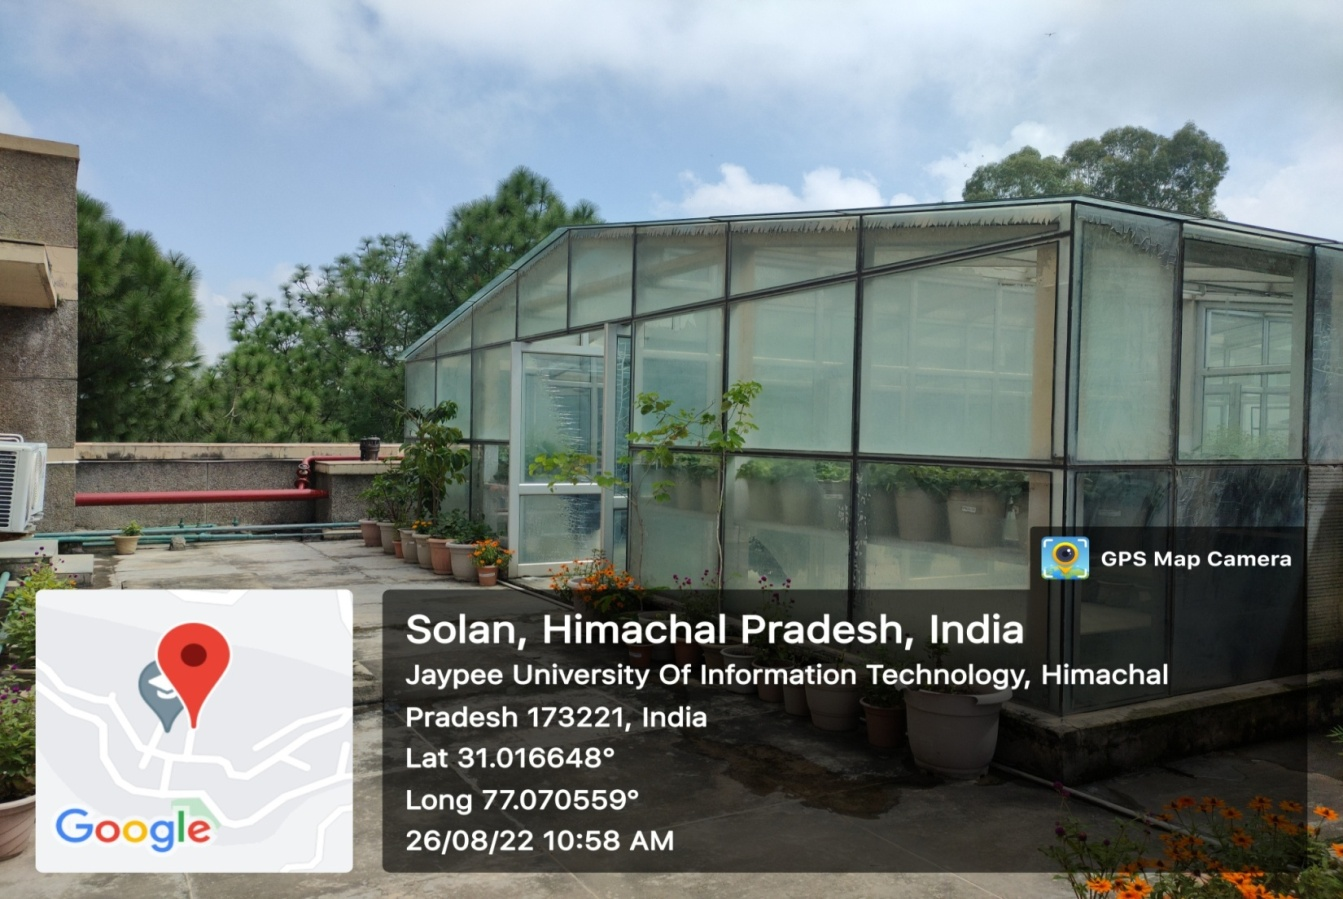 GPS Map Camera
Solan, Himachal Pradesh, India
Jaypee University Of Information Technology, Himachal
Pradesh 173221, India
Lat 31.016648°
Long 77.070559°
26/08/22 10:58 AM
Google